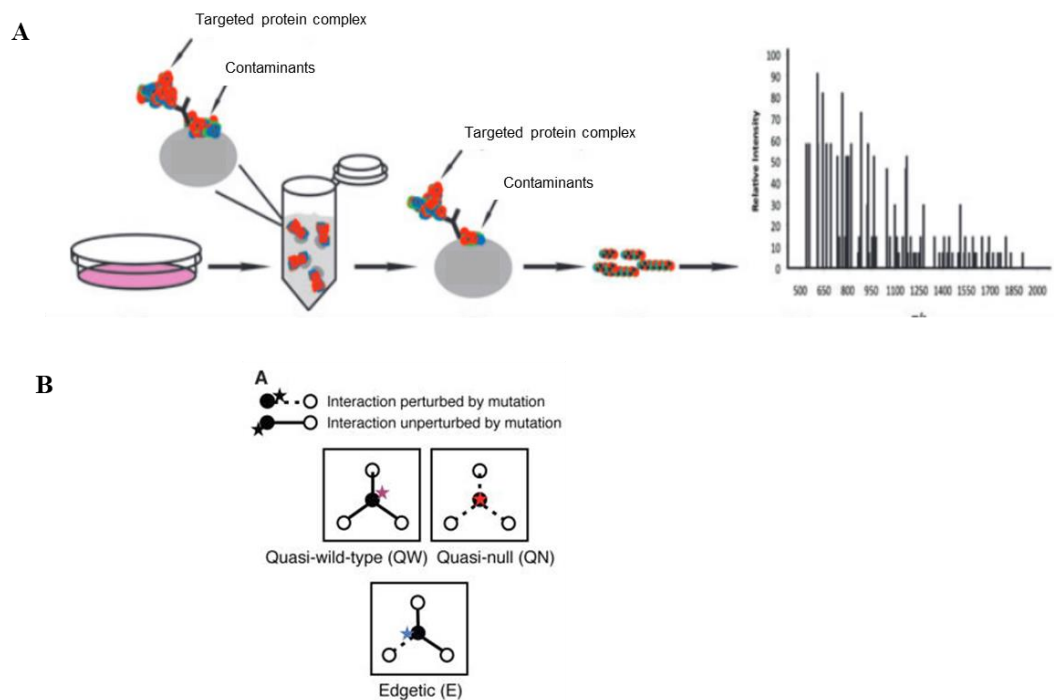 A
Targeted protein complex
Contaminants
Targeted protein complex
Contaminants
Relative Intensity
100
90
80
70
60
50
40
30
20
10
0
500 650 800 950 1100 1250 1400 1550 1700 1850 2000
B
A
Interaction perturbed by mutation
Interaction unperturbed by mutation
Quasi-wild-type (QW) Quasi-null (QN)
Edgetic (E)